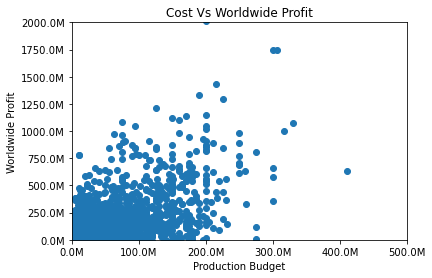 Cost Vs Worldwide Profit
2000.0M
1750.0M
1500.0M
1250.0M
1000.0M
750.0M
500.0M
250.0M
0.0M
Worldwide Profit
0.0M 100.0M 200.0M 300.0M 400.0M 500.0M
Production Budget